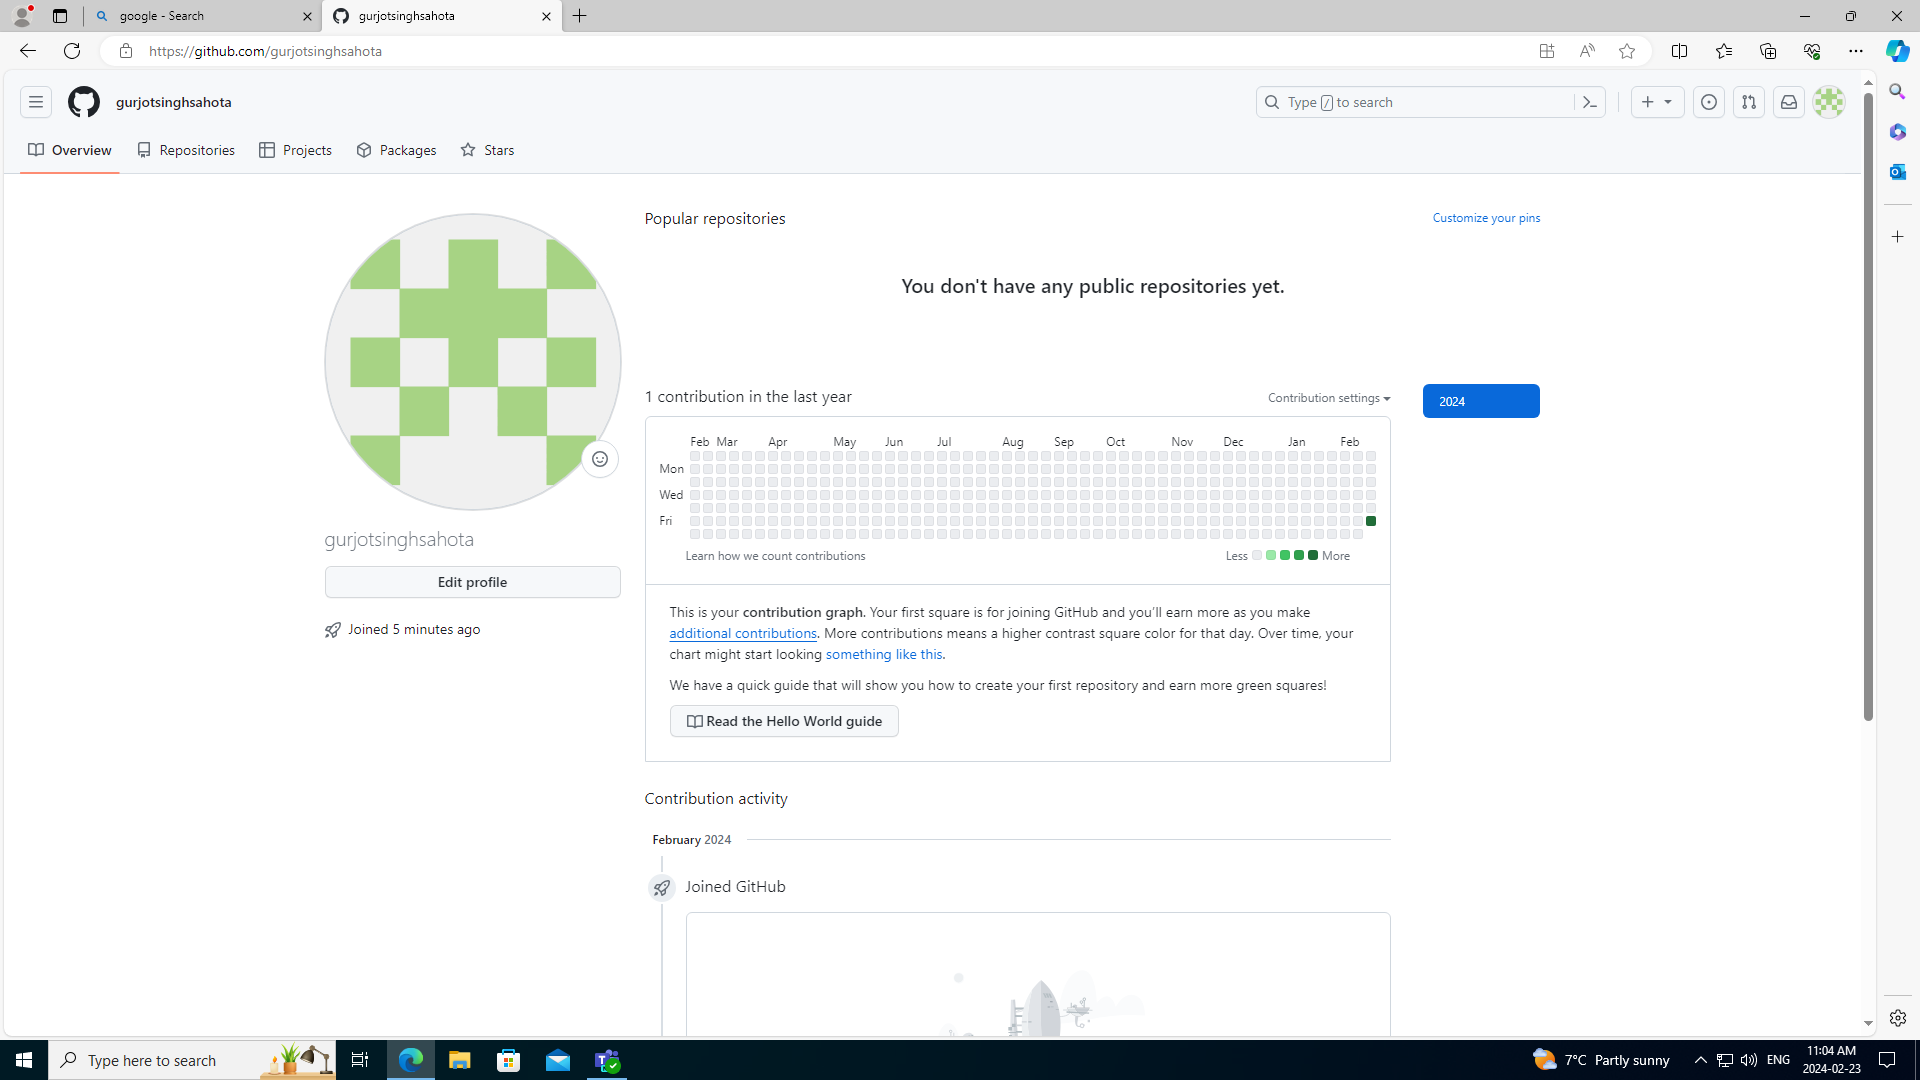 google - Search
gurjotsinghsahota
https://github.com/gurjotsinghsahota
gurjotsinghsahota
Type / to search
Overview
Repositories
Projects
Packages
Stars
Popular repositories
Customize your pins
You don't have any public repositories yet.
1 contribution in the last year
Contribution settings
2024
Feb Mar Apr May Jun Jul Aug Sep Oct Nov Dec Jan Feb
Mon
Wed
Fri
Learn how we count contributions
Less More
gurjotsinghsahota
Edit profile
Joined 5 minutes ago
This is your contribution graph. Your first square is for joining GitHub and you’ll earn more as you make
additional contributions. More contributions means a higher contrast square color for that day. Over time, your
chart might start looking something like this.
We have a quick guide that will show you how to create your first repository and earn more green squares!
Read the Hello World guide
Contribution activity
February 2024
Joined GitHub
Type here to search
7°C Partly sunny
ENG
11:04 AM
2024-02-23